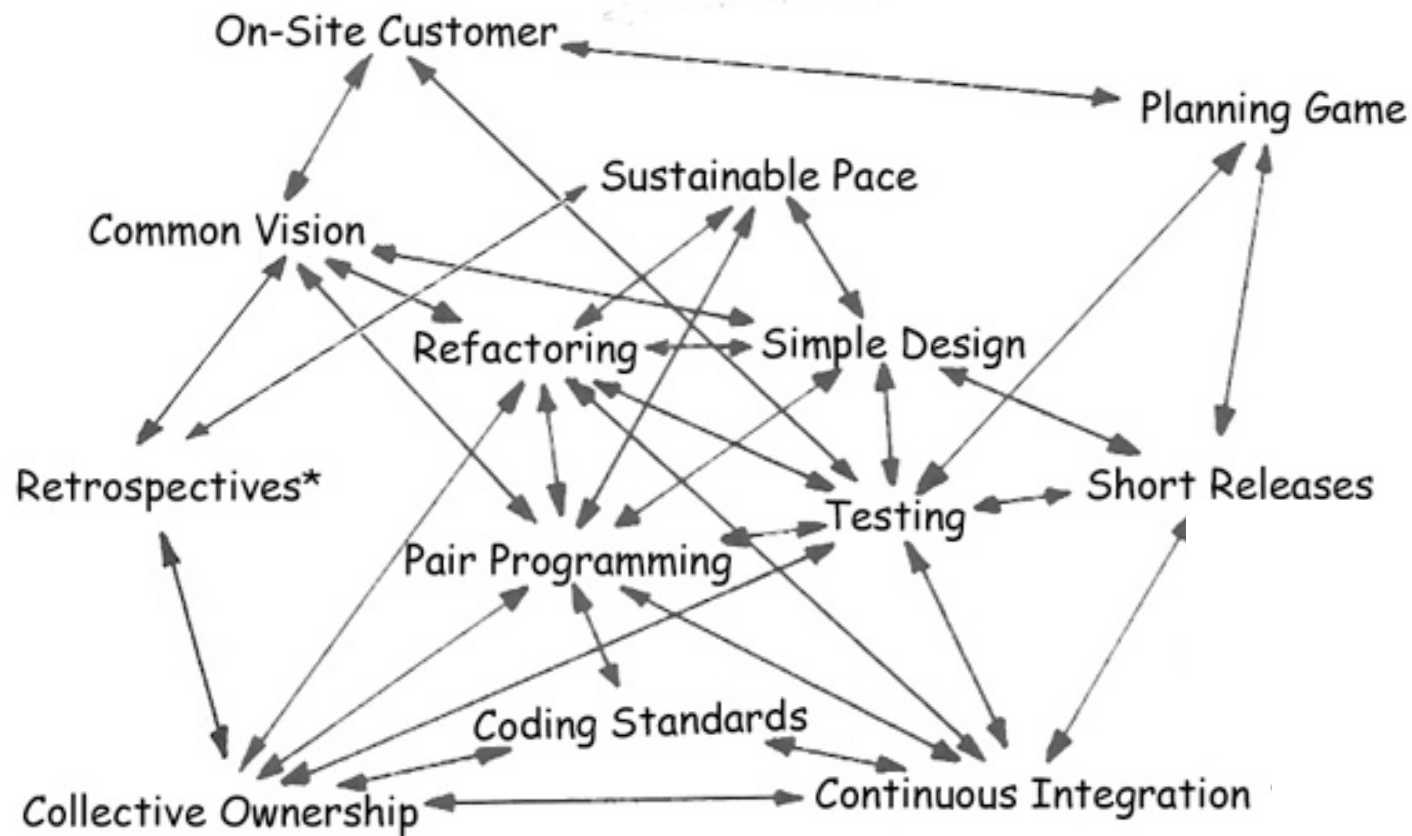 On-Site Customer
Planning Game
Sustainable Pace
Common Vision
Refactoring
Simple Design
Retrospectives*
Short Releases
Testing
Pair Programming
Coding Standards
Continuous Integration
Collective Ownership